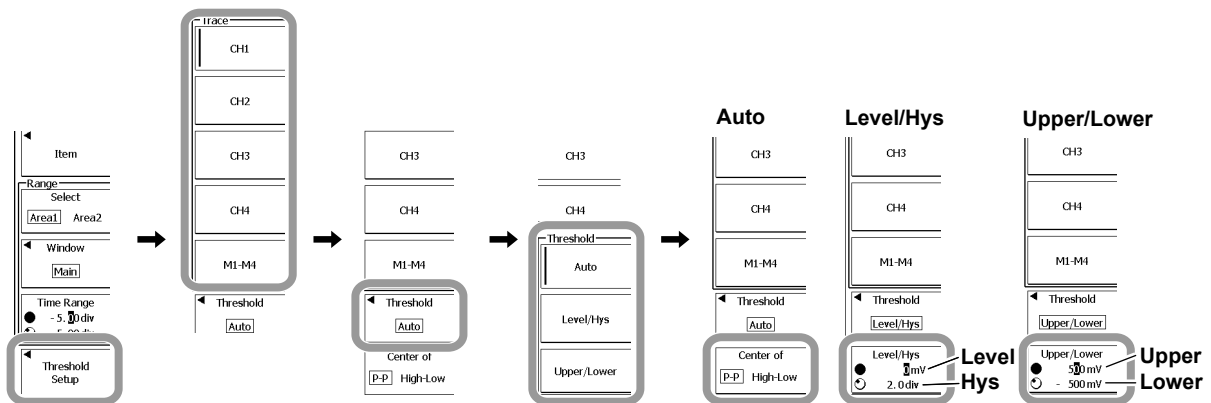 Item
Range
Select
Area1 Area2
Window
Main
Time Range
- 5. 00 div
Threshold
Setup
Trace
CH1
CH2
CH3
CH4
M1-M4
Threshold
Auto
CH3
CH4
M1-M4
Threshold
Auto
Center of
P-P High-Low
CH3
CH4
Threshold
Auto
Level/Hys
Upper/Lower
Auto
CH3
CH4
M1-M4
Threshold
Auto
Center of
P-P High-Low
Level/Hys
CH3
CH4
M1-M4
Threshold
Level/Hys
Level/Hys
0 mV
2. 0 div
Level
Hys
Upper/Lower
CH3
CH4
M1-M4
Threshold
Upper/Lower
Upper/Lower
500 mV
- 500 mV
Upper
Lower